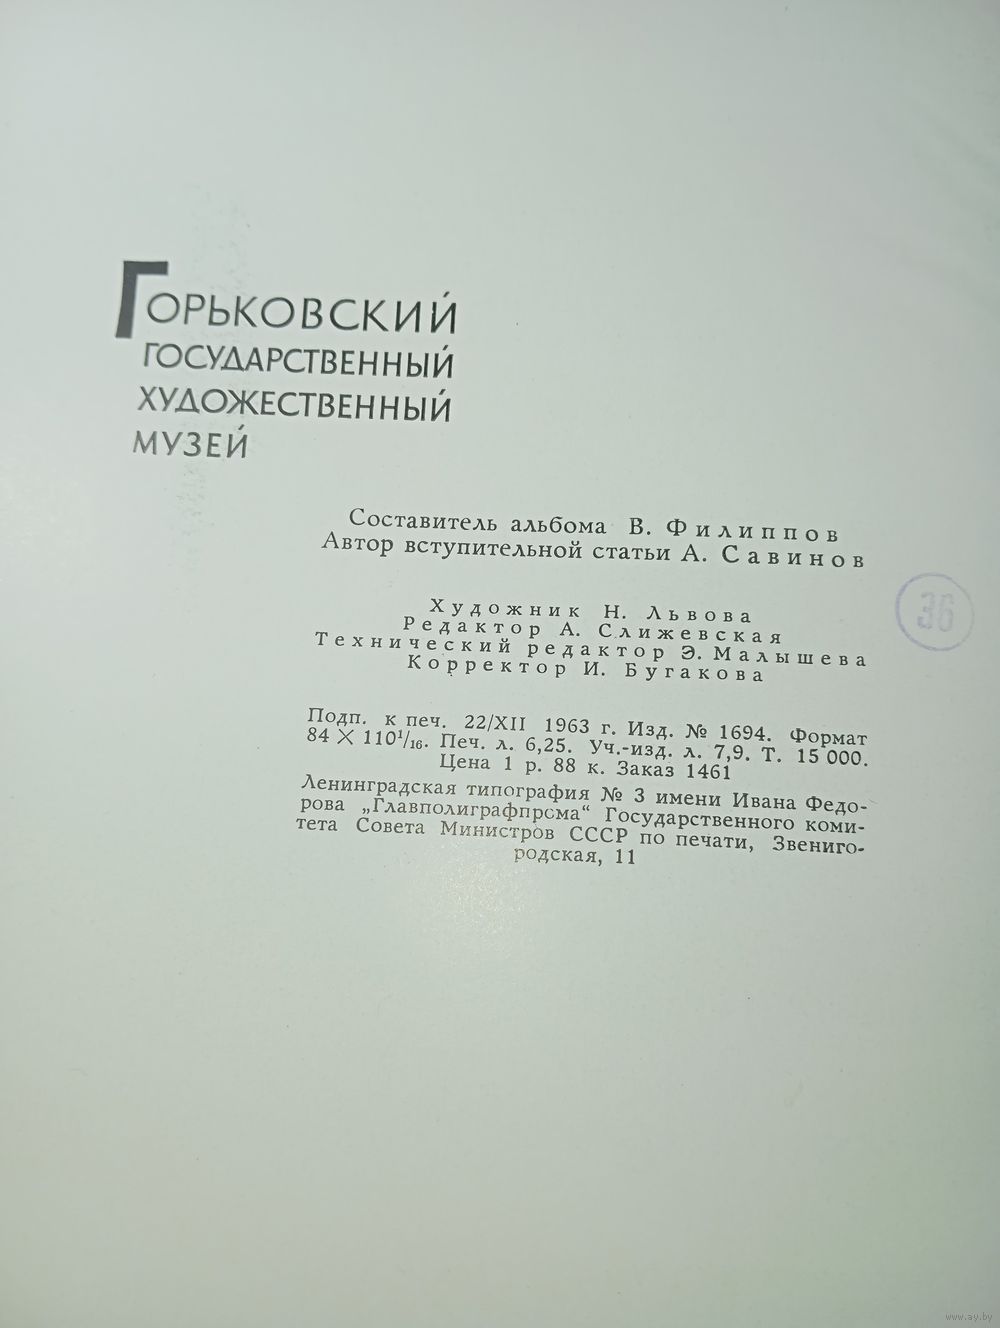 ГОРЬКОВСКИЙ
ГОСУДАРСТВЕННЫЙ
ХУДОЖЕСТВЕННЫЙ
МУЗЕЙ
Составитель альбома В. Филиппов
Автор вступительной статьи А. Савинов
Художник Н. Львова
Редактор А. Слижевская
Технический редактор Э. Малышева
Корректор И. Бугакова
Подп. к печ. 22/XII 1963 г. Изд. № 1694. Формат
84 × 110¹/₁₆. Печ. л. 6,25. Уч.-изд. л. 7,9. Т. 15 000.
Цена 1 р. 88 к. Заказ 1461
Ленинградская типография № 3 имени Ивана Федо-
рова „Главполиграфпрома“ Государственного коми-
тета Совета Министров СССР по печати, Звениго-
родская, 11
36
www.ay.by